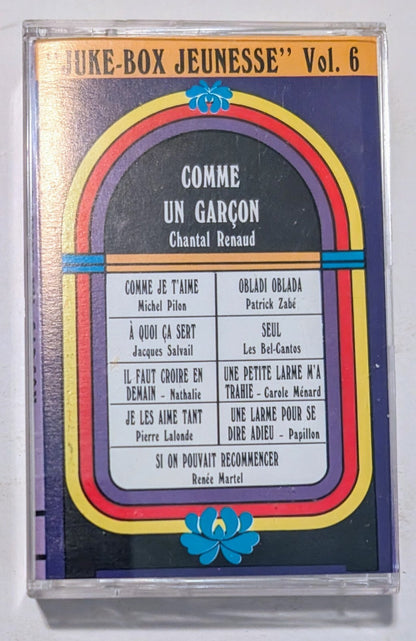 "JUKE-BOX JEUNESSE" Vol. 6
COMME
UN GARÇON
Chantal Renaud
COMME JE T'AIME
Michel Pilon
OBLADI OBLADA
Patrick Zabé
À QUOI ÇA SERT
Jacques Salvail
SEUL
Les Bel-Cantos
IL FAUT CROIRE EN
DEMAIN - Nathalie
UNE PETITE LARME M'A
TRAHIE - Carole Ménard
JE LES AIME TANT
Pierre Lalonde
UNE LARME POUR SE
DIRE ADIEU - Papillon
SI ON POUVAIT RECOMMENCER
Renée Martel